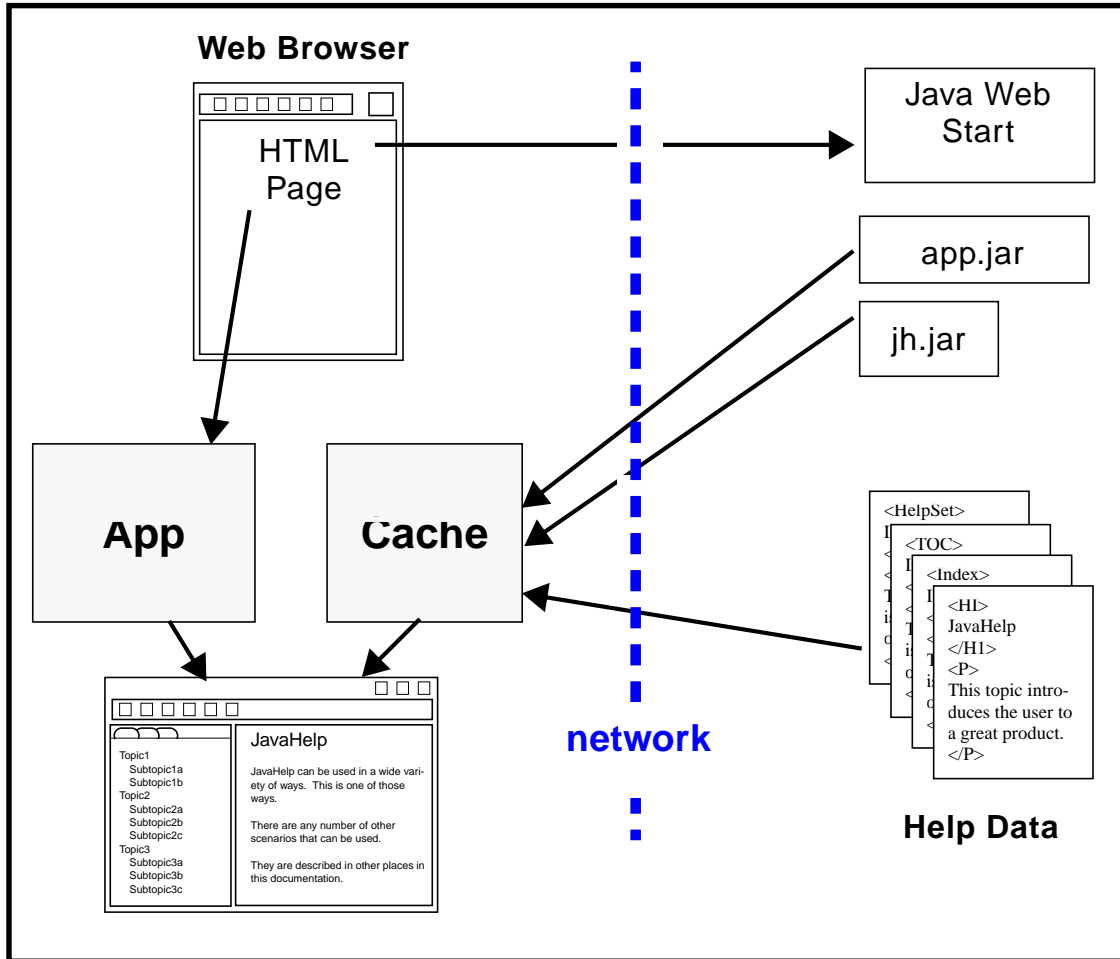 Web Browser
HTML
Page
Java Web
Start
app.jar
jh.jar
App
Cache
network
<HelpSet>
<TOC>
<Index>
<HI>
JavaHelp
</H1>
<P>
This topic intro-
duces the user to
a great product.
</P>
Help Data
Topic1
Subtopic1a
Subtopic1b
Topic2
Subtopic2a
Subtopic2b
Subtopic2c
Topic3
Subtopic3a
Subtopic3b
Subtopic3c
JavaHelp
JavaHelp can be used in a wide vari-
ety of ways. This is one of those
ways.
There are any number of other
scenarios that can be used.
They are described in other places in
this documentation.